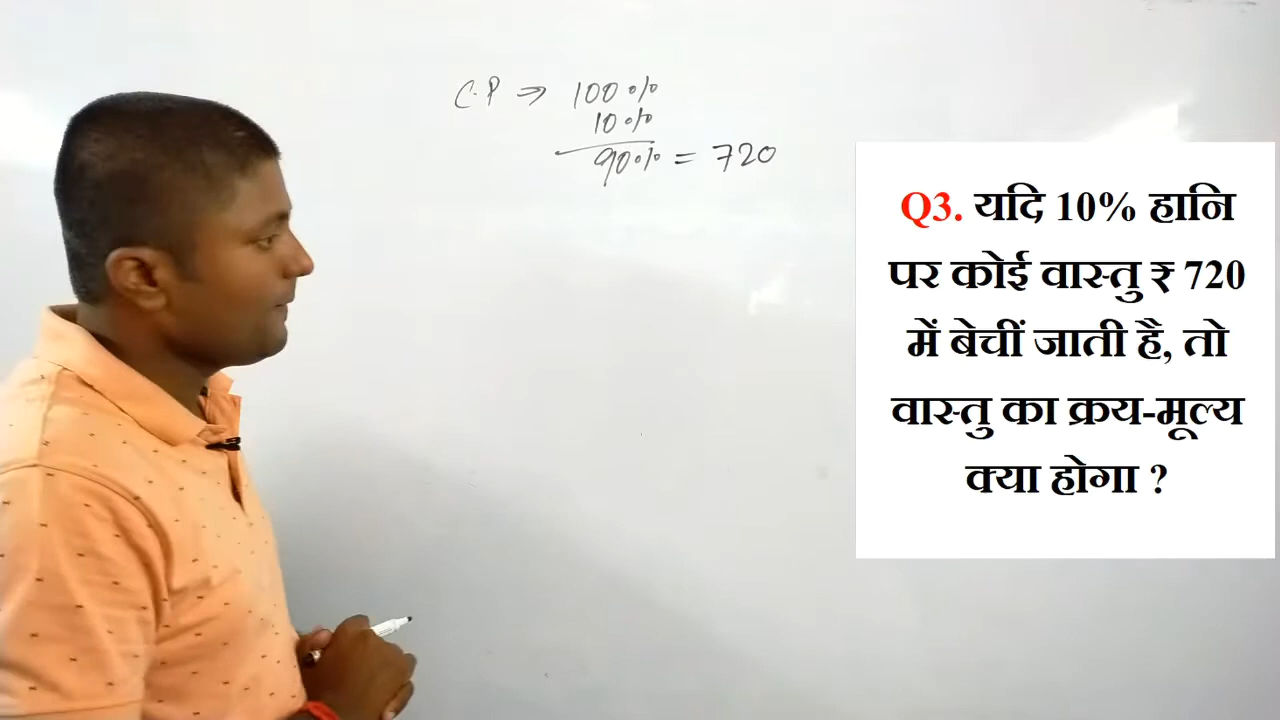 C.P ⇒ 100%
10%
90% = 720
Q3. यदि 10% हानि
पर कोई वास्तु ₹ 720
में बेचीं जाती है, तो
वास्तु का क्रय-मूल्य
क्या होगा ?